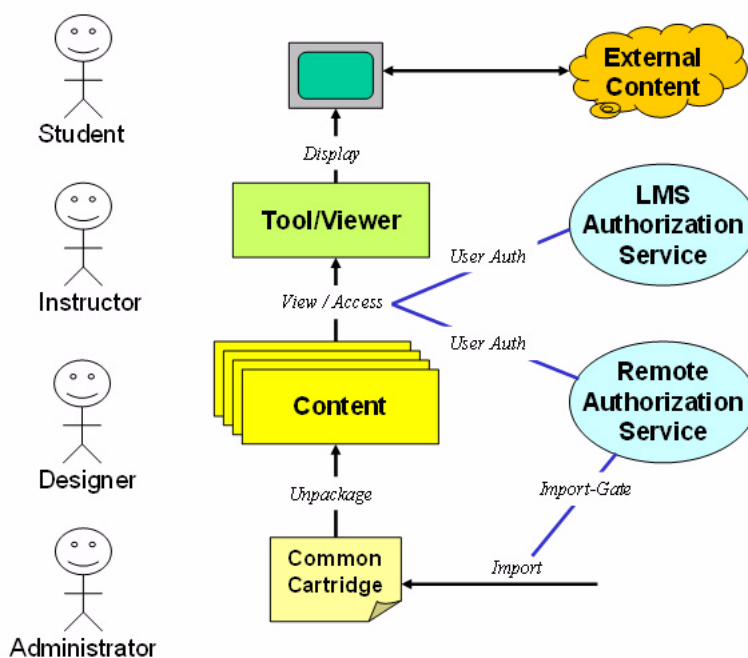 External
Content
Student
Display
Tool/Viewer
LMS
Authorization
Service
User Auth
Instructor
View / Access
User Auth
Content
Remote
Authorization
Service
Designer
Unpackage
Import-Gate
Common
Cartridge
Import
Administrator